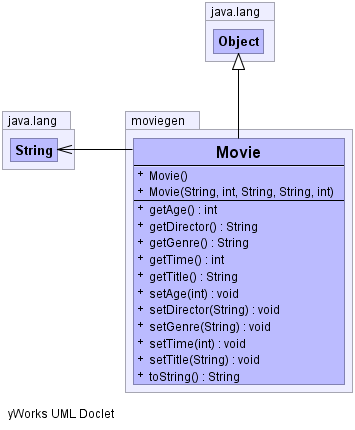 java.lang
Object
java.lang
String
moviegen
Movie
+ Movie()
+ Movie(String, int, String, String, int)
+ getAge() : int
+ getDirector() : String
+ getGenre() : String
+ getTime() : int
+ getTitle() : String
+ setAge(int) : void
+ setDirector(String) : void
+ setGenre(String) : void
+ setTime(int) : void
+ setTitle(String) : void
+ toString() : String
yWorks UML Doclet